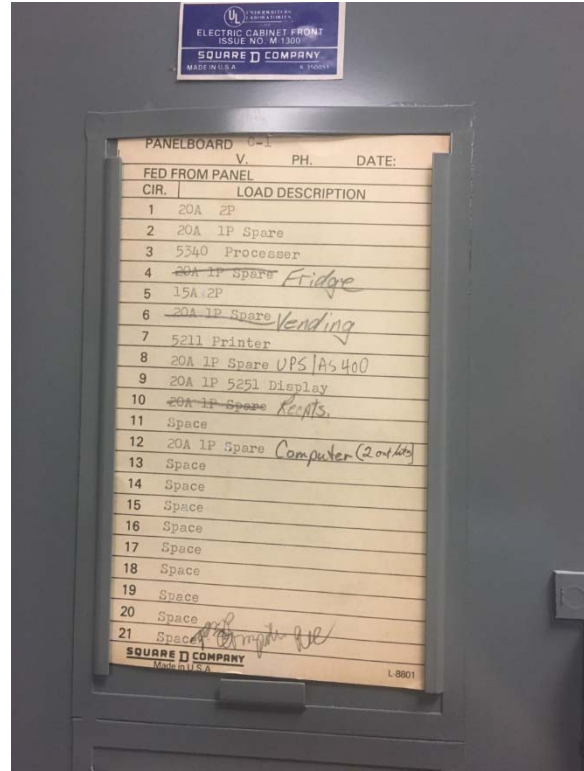 UL UNDERWRITERS
LABORATORIES
ELECTRIC CABINET FRONT
ISSUE NO. M-1300
SQUARE D COMPANY
MADE IN U.S.A.
PANELBOARD C-1
V. PH. DATE:
FED FROM PANEL
CIR. LOAD DESCRIPTION
1 20A 2P
2 20A 1P Spare
3 5340 Processer
4 20A 1P Spare Fridge
5 15A 2P
6 20A 1P Spare Vending
7 5211 Printer
8 20A 1P Spare UPS/AS400
9 20A 1P 5251 Display
10 20A 1P Spare Recpts.
11 Space
12 20A 1P Spare Computer (2 outlets)
13 Space
14 Space
15 Space
16 Space
17 Space
18 Space
19 Space
20 Space
21 Space
SQUARE D COMPANY
Made in U.S.A. L-8801